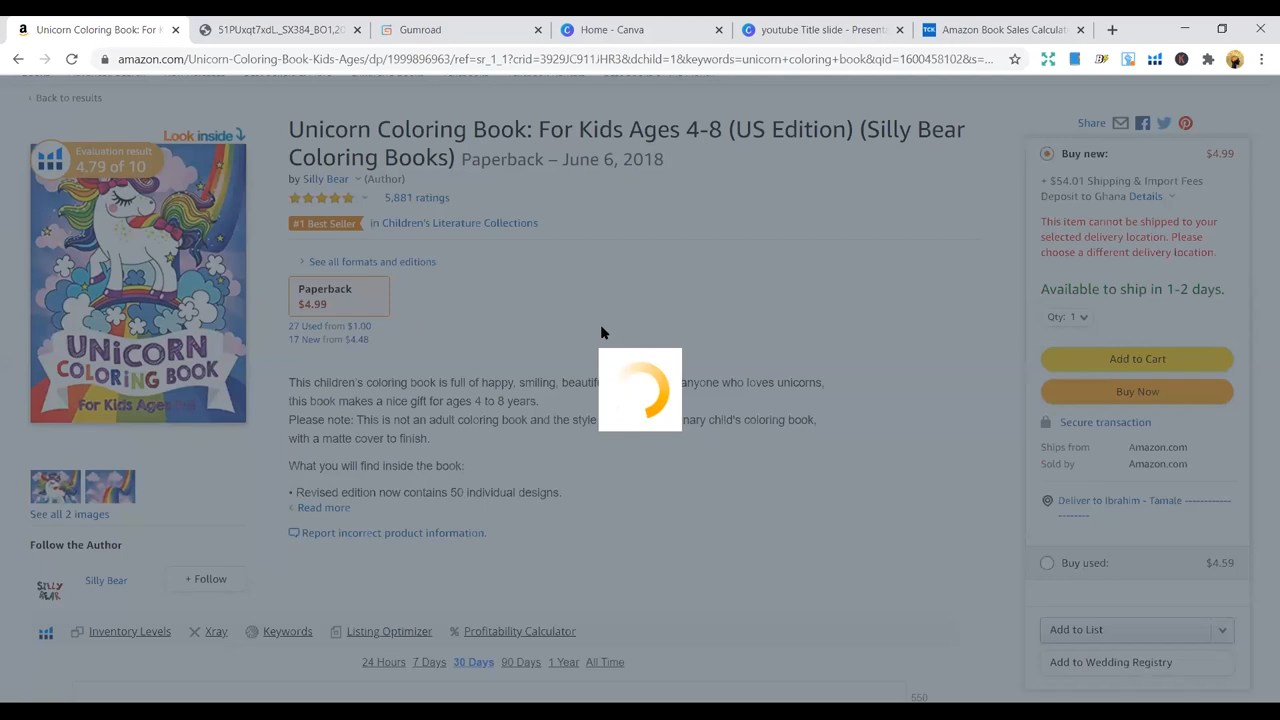 Unicorn Coloring Book: For K
51PUxqt7xdL._SX384_BO1,20
Gumroad
Home - Canva
youtube Title slide - Present
Amazon Book Sales Calculat
amazon.com/Unicorn-Coloring-Book-Kids-Ages/dp/1999859963/ref=sr_1_1?crid=3929JC911JHR3&dchild=1&keywords=unicorn+coloring+book&qid=1600458102&s=...
Back to results
Look inside
Evaluation result
4.79 of 10
UNICORN
COLORING BOOK
For Kids Ages 4-8
See all 2 images
Follow the Author
SILLY
BEAR
Silly Bear
+ Follow
Unicorn Coloring Book: For Kids Ages 4-8 (US Edition) (Silly Bear
Coloring Books) Paperback – June 6, 2018
by Silly Bear (Author)
5,881 ratings
#1 Best Seller in Children's Literature Collections
See all formats and editions
Paperback
$4.99
27 Used from $1.00
17 New from $4.48
This children's coloring book is full of happy, smiling, beautifu anyone who loves unicorns,
this book makes a nice gift for ages 4 to 8 years.
Please note: This is not an adult coloring book and the style nary child's coloring book,
with a matte cover to finish.
What you will find inside the book:
• Revised edition now contains 50 individual designs.
Read more
Report incorrect product information.
Share
Buy new: $4.99
+ $54.01 Shipping & Import Fees
Deposit to Ghana Details
This item cannot be shipped to your
selected delivery location. Please
choose a different delivery location.
Available to ship in 1-2 days.
Qty: 1
Add to Cart
Buy Now
Secure transaction
Ships from Amazon.com
Sold by Amazon.com
Deliver to Ibrahim - Tamale ------------------
--------
Buy used: $4.59
Add to List
Add to Wedding Registry
Inventory Levels
Xray
Keywords
Listing Optimizer
Profitability Calculator
24 Hours 7 Days 30 Days 90 Days 1 Year All Time
550